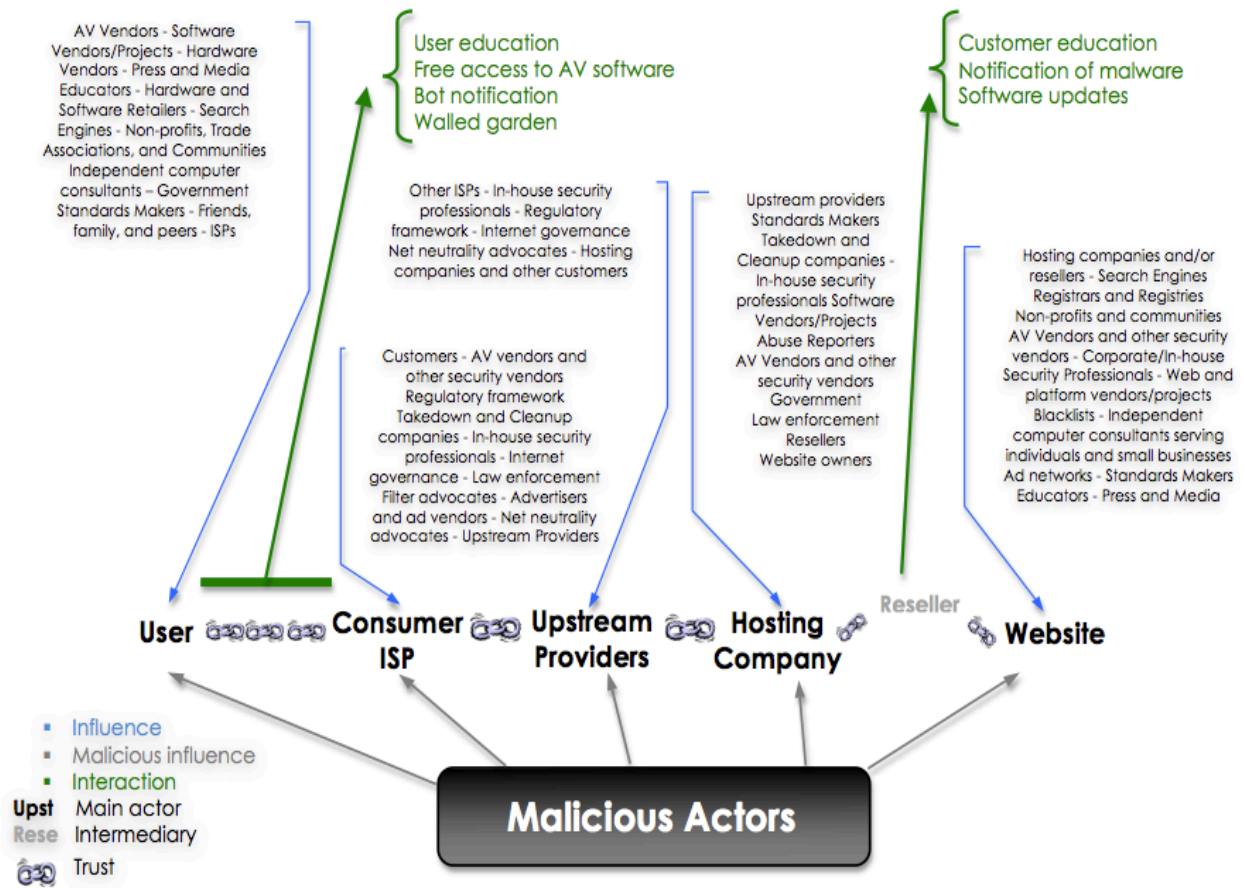 AV Vendors - Software
Vendors/Projects - Hardware
Vendors - Press and Media
Educators - Hardware and
Software Retailers - Search
Engines - Non-profits, Trade
Associations, and Communities
Independent computer
consultants – Government
Standards Makers - Friends,
family, and peers - ISPs
User education
Free access to AV software
Bot notification
Walled garden
Customer education
Notification of malware
Software updates
Other ISPs - In-house security
professionals - Regulatory
framework - Internet governance
Net neutrality advocates - Hosting
companies and other customers
Customers - AV vendors and
other security vendors
Regulatory framework
Takedown and Cleanup
companies - In-house security
professionals - Internet
governance - Law enforcement
Filter advocates - Advertisers
and ad vendors - Net neutrality
advocates - Upstream Providers
Upstream providers
Standards Makers
Takedown and
Cleanup companies -
In-house security
professionals Software
Vendors/Projects
Abuse Reporters
AV Vendors and other
security vendors
Government
Law enforcement
Resellers
Website owners
Hosting companies and/or
resellers - Search Engines
Registrars and Registries
Non-profits and communities
AV Vendors and other security
vendors - Corporate/In-house
Security Professionals - Web and
platform vendors/projects
Blacklists - Independent
computer consultants serving
individuals and small businesses
Ad networks - Standards Makers
Educators - Press and Media
User
Consumer
ISP
Upstream
Providers
Hosting
Company
Reseller
Website
Influence
Malicious influence
Interaction
Upst Main actor
Rese Intermediary
Trust
Malicious Actors